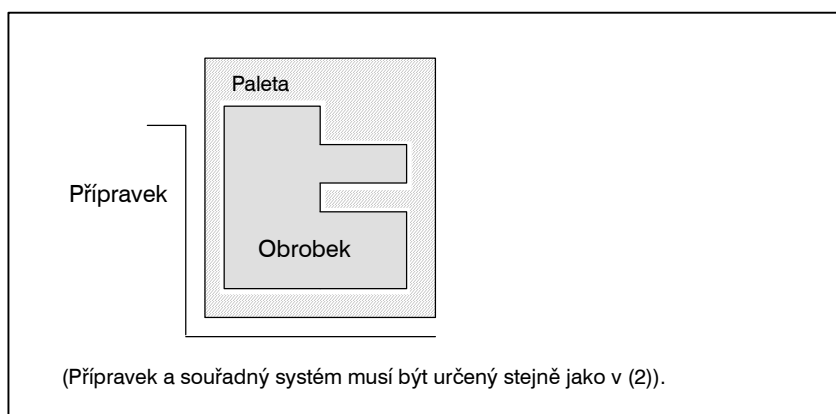 Paleta
Přípravek
Obrobek
(Přípravek a souřadný systém musí být určený stejně jako v (2)).